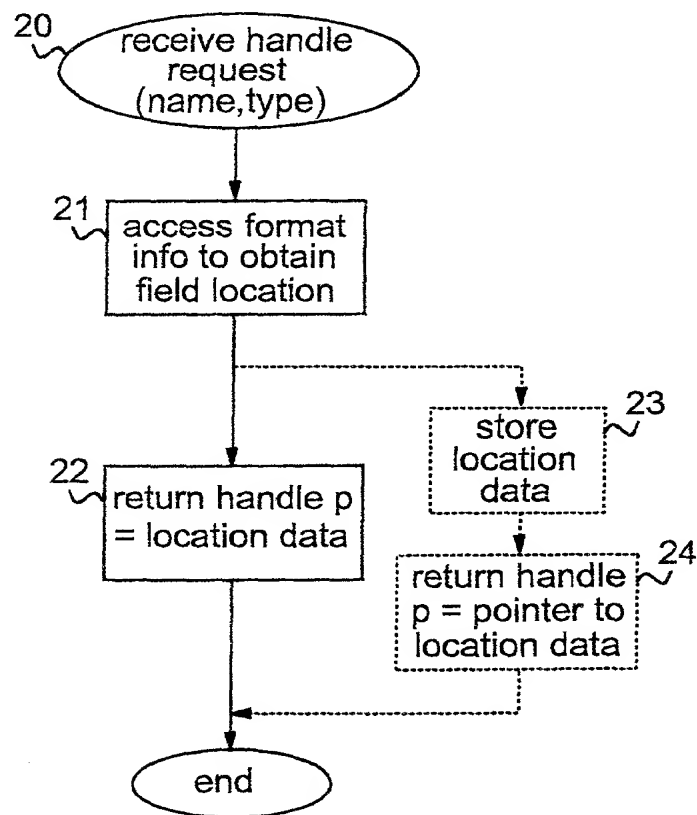 20
receive handle
request
(name,type)
21
access format
info to obtain
field location
23
store
location
data
22
return handle p
= location data
24
return handle
p = pointer to
location data
end